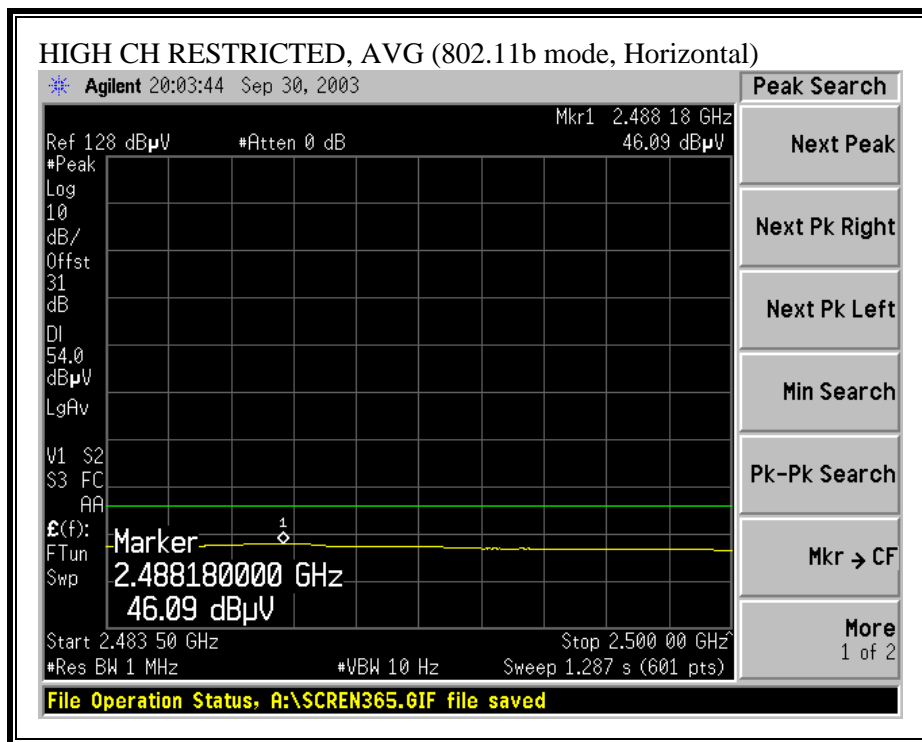 HIGH CH RESTRICTED, AVG (802.11b mode, Horizontal)
Agilent 20:03:44 Sep 30, 2003
Peak Search
Mkr1 2.488 18 GHz
Ref 128 dBµV #Atten 0 dB 46.09 dBµV
Next Peak
#Peak
Log
10
dB/
Next Pk Right
Offst
31
dB
Next Pk Left
DI
54.0
dBµV
Min Search
LgAv
V1 S2
S3 FC
AA
Pk-Pk Search
£(f):
FTun
Swp
1
Marker
2.488180000 GHz
46.09 dBµV
Mkr → CF
Start 2.483 50 GHz Stop 2.500 00 GHz^
#Res BW 1 MHz #VBW 10 Hz Sweep 1.287 s (601 pts)
More
1 of 2
File Operation Status, A:\SCREN365.GIF file saved